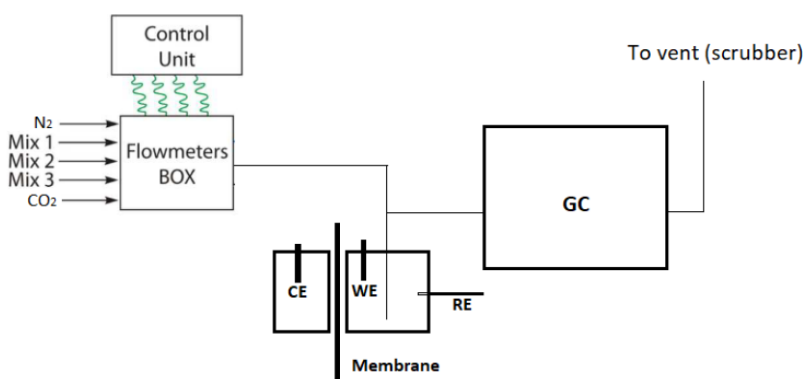 Control
Unit
To vent (scrubber)
N2
Mix 1
Mix 2
Mix 3
CO2
Flowmeters
BOX
GC
CE
WE
RE
Membrane